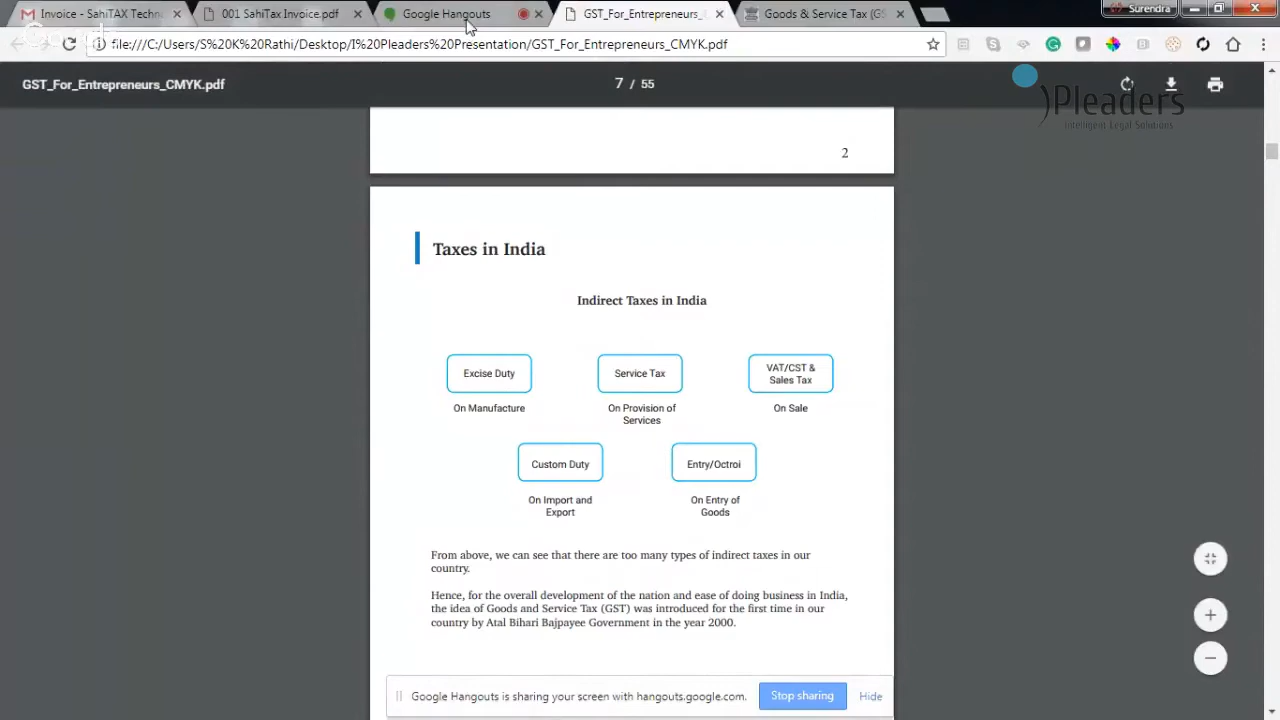 Invoice - SahiTAX Techn
001 SahiTax Invoice.pdf
Google Hangouts
GST_For_Entrepreneurs_
Goods & Service Tax (GS
Surendra
file:///C:/Users/S%20K%20Rathi/Desktop/I%20Pleaders%20Presentation/GST_For_Entrepreneurs_CMYK.pdf
GST_For_Entrepreneurs_CMYK.pdf
7 / 55
Pleaders
Intelligent Legal Solutions
2
Taxes in India
Indirect Taxes in India
Excise Duty
Service Tax
VAT/CST &
Sales Tax
On Manufacture
On Provision of
Services
On Sale
Custom Duty
Entry/Octroi
On Import and
Export
On Entry of
Goods
From above, we can see that there are too many types of indirect taxes in our
country.
Hence, for the overall development of the nation and ease of doing business in India,
the idea of Goods and Service Tax (GST) was introduced for the first time in our
country by Atal Bihari Bajpayee Government in the year 2000.
Google Hangouts is sharing your screen with hangouts.google.com.
Stop sharing
Hide